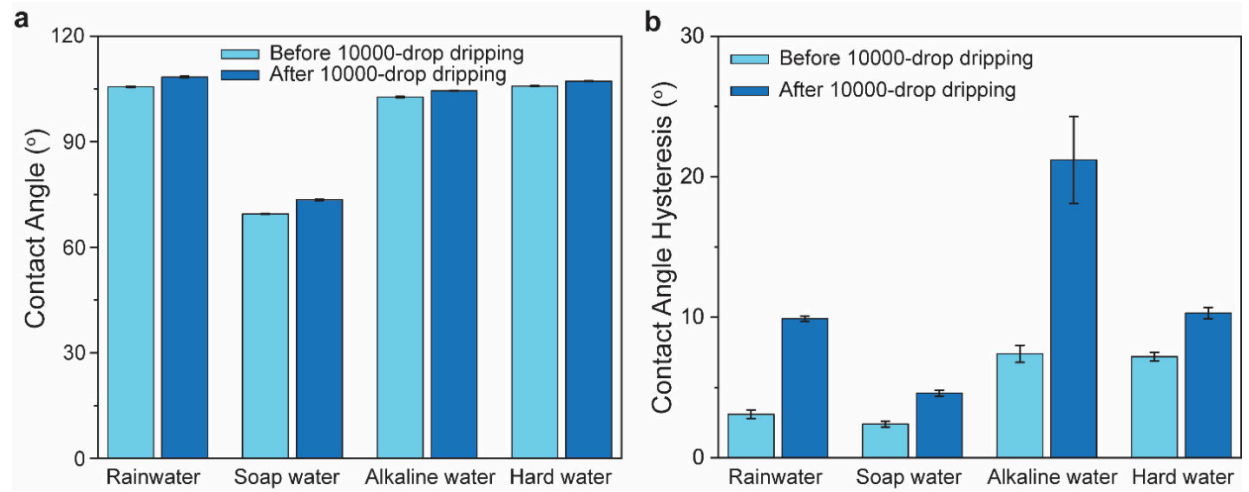 a
120
90
60
30
0
Contact Angle (º)
Before 10000-drop dripping
After 10000-drop dripping
Rainwater Soap water Alkaline water Hard water
b
30
20
10
0
Contact Angle Hysteresis (º)
Before 10000-drop dripping
After 10000-drop dripping
Rainwater Soap water Alkaline water Hard water